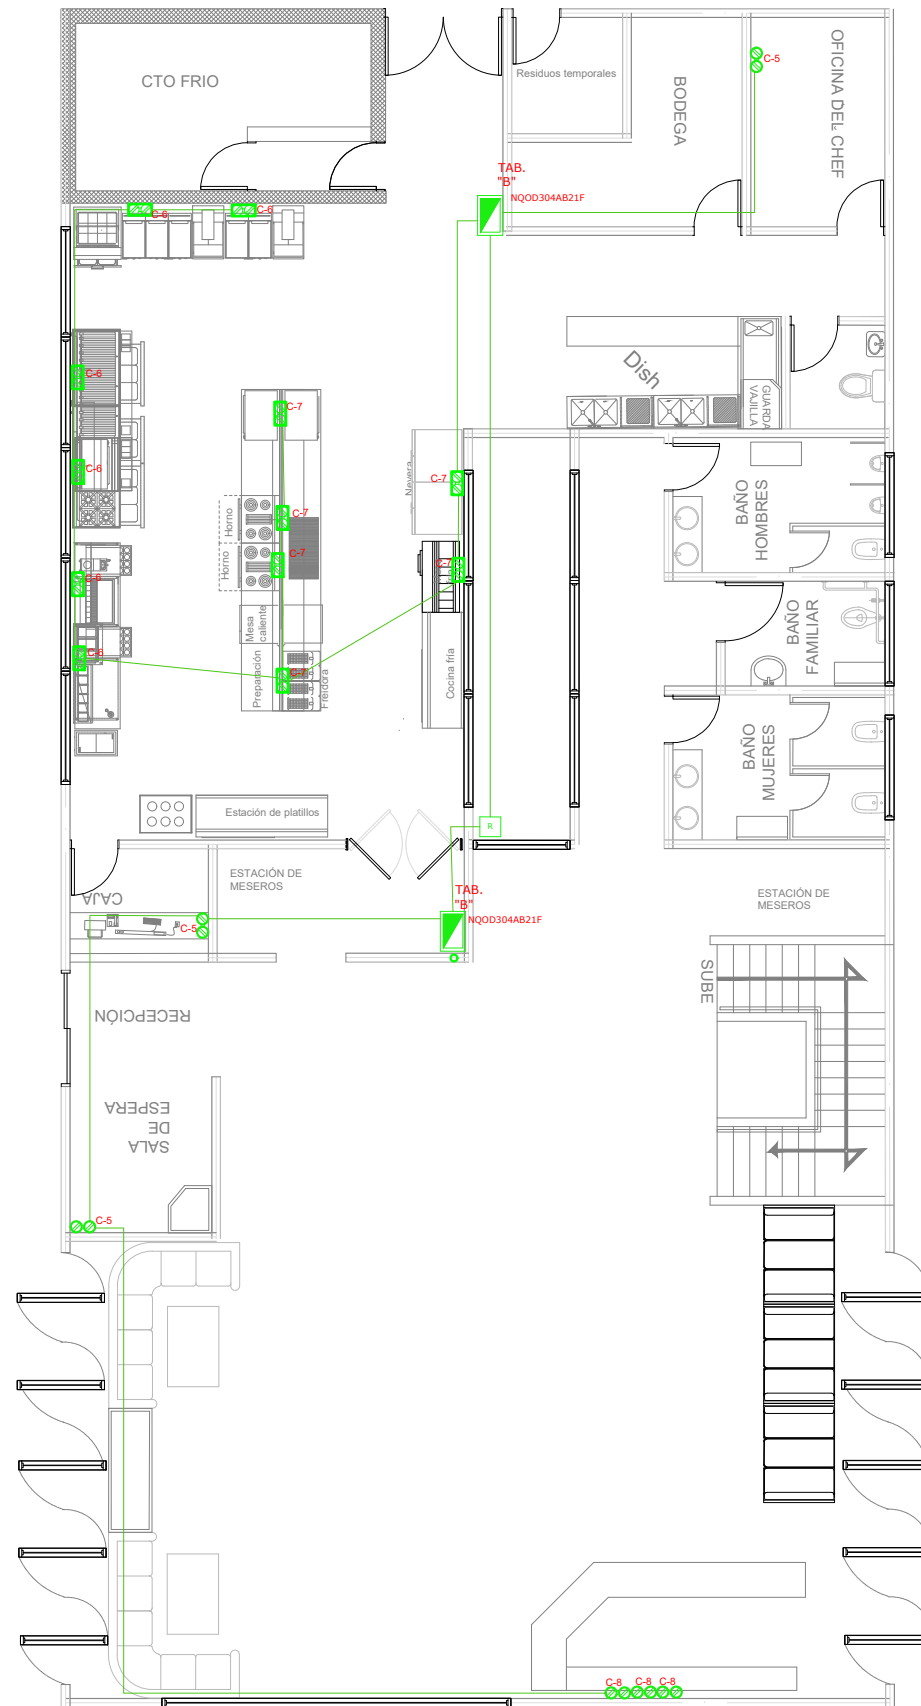 CTO FRIO
Residuos temporales
BODEGA
OFICINA DEL CHEF
C-5
TAB.
"B"
NQOD304AB21F
C-6
C-6
C-6
C-6
C-6
C-6
C-7
C-7
C-7
C-7
C-7
C-7
Dish
GUARDA
VAJILLA
Nevera
Horno
Horno
Mesa
caliente
Preparación
Freidora
Cocina fría
BAÑO
HOMBRES
BAÑO
FAMILIAR
BAÑO
MUJERES
Estación de platillos
R
CAJA
ESTACIÓN DE
MESEROS
TAB.
"B"
NQOD304AB21F
C-5
ESTACIÓN DE
MESEROS
SUBE
RECEPCIÓN
SALA
DE
ESPERA
C-5
C-8
C-8
C-8